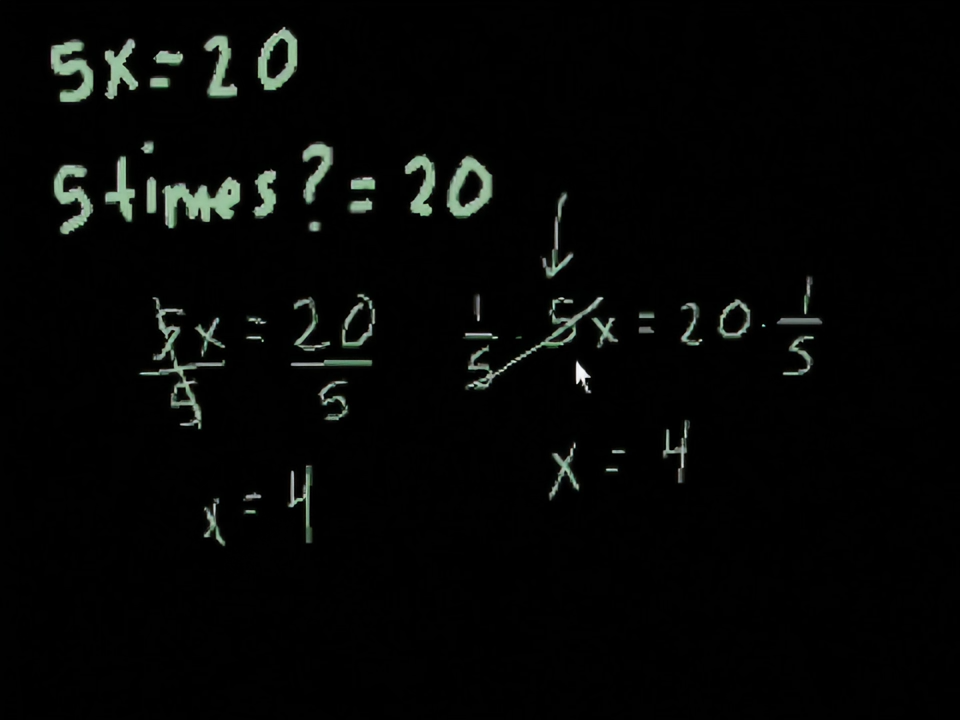 5x = 20
5 times ? = 20
5x/5 = 20/5
x = 4
1/5 · 5x = 20 · 1/5
x = 4